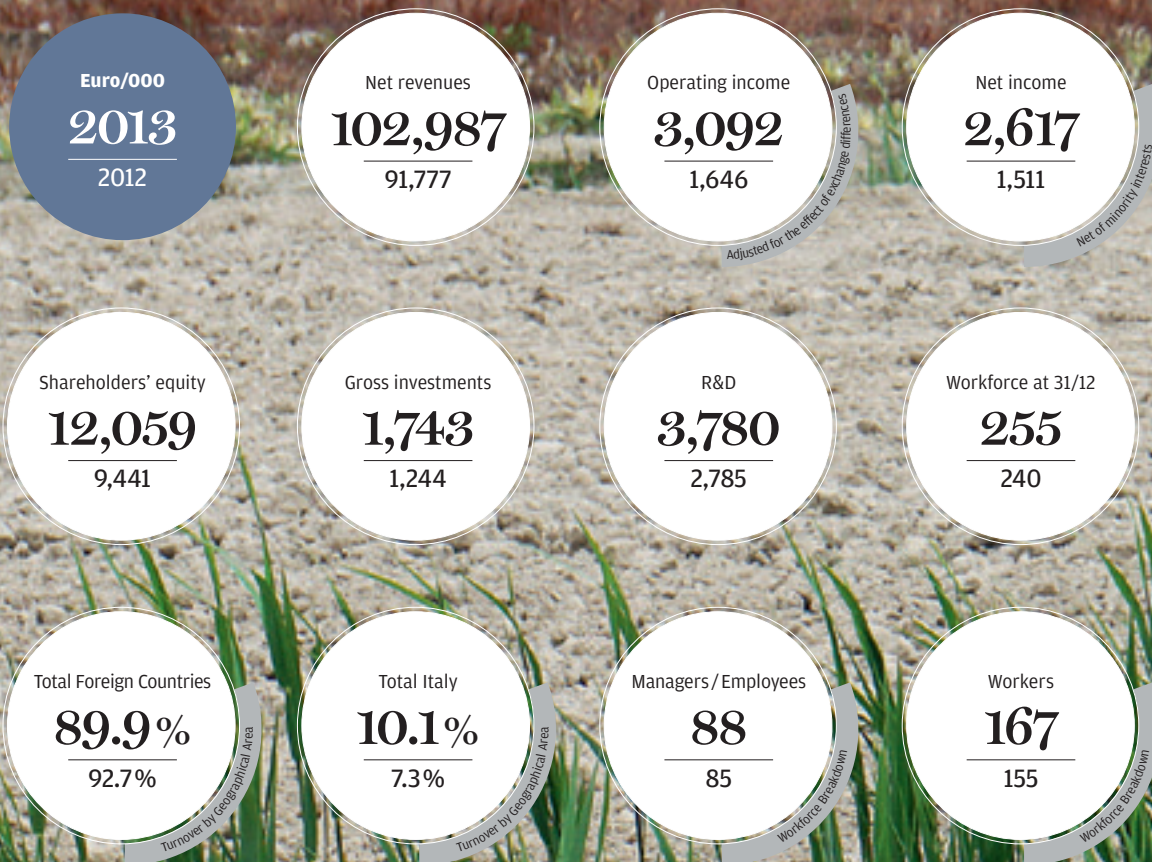 Euro/000
2013
2012
Net revenues
102,987
91,777
Operating income
3,092
1,646
Adjusted for the effect of exchange differences
Net income
2,617
1,511
Net of minority interests
Shareholders’ equity
12,059
9,441
Gross investments
1,743
1,244
R&D
3,780
2,785
Workforce at 31/12
255
240
Total Foreign Countries
89.9%
92.7%
Turnover by Geographical Area
Total Italy
10.1%
7.3%
Turnover by Geographical Area
Managers/Employees
88
85
Workforce Breakdown
Workers
167
155
Workforce Breakdown